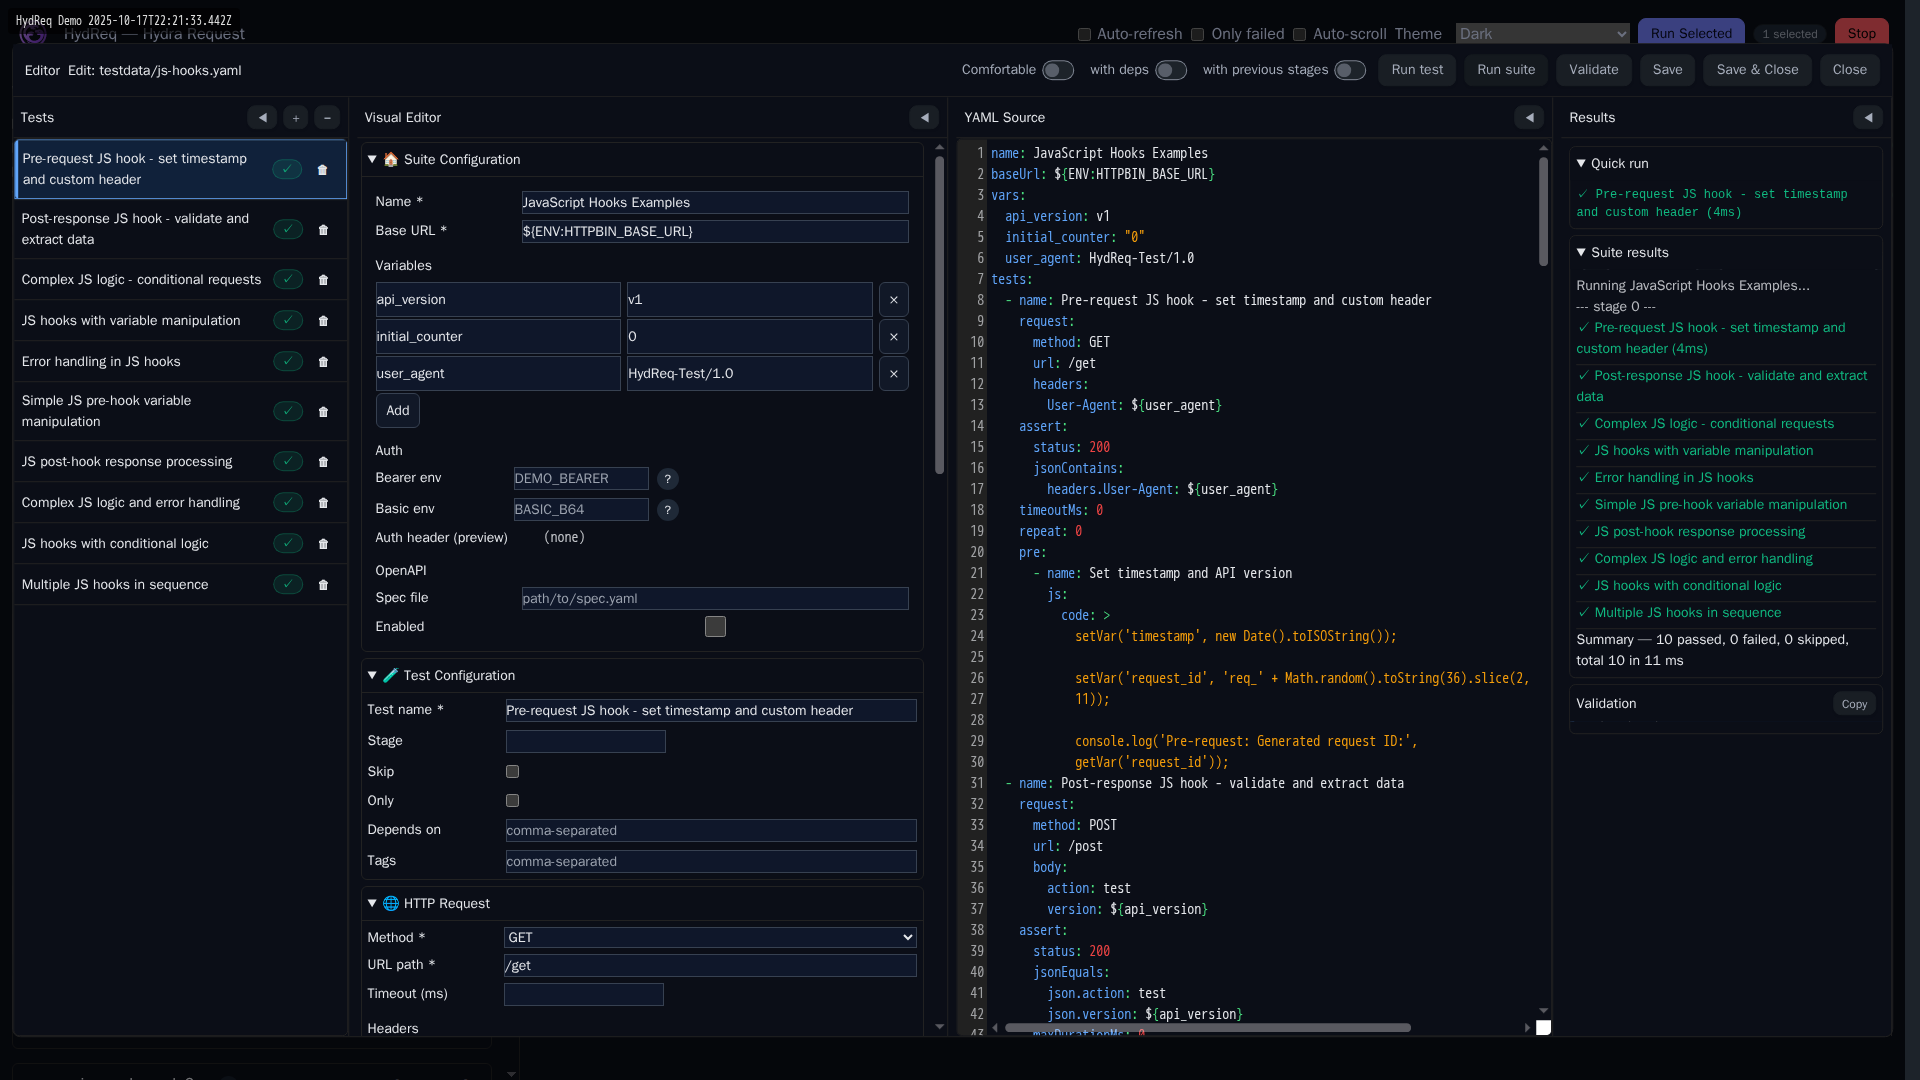 HydReq Demo 2025-10-17T22:21:33.442Z
HydReq — Hydra Request
Auto-refresh
Only failed
Auto-scroll
Theme
Dark
Run Selected
1 selected
Stop
Editor Edit: testdata/js-hooks.yaml
Comfortable
with deps
with previous stages
Run test
Run suite
Validate
Save
Save & Close
Close
Tests
◀
+
−
Pre-request JS hook - set timestamp
and custom header
✓
Post-response JS hook - validate and
extract data
✓
Complex JS logic - conditional requests
✓
JS hooks with variable manipulation
✓
Error handling in JS hooks
✓
Simple JS pre-hook variable
manipulation
✓
JS post-hook response processing
✓
Complex JS logic and error handling
✓
JS hooks with conditional logic
✓
Multiple JS hooks in sequence
✓
Visual Editor
◀
▼ 🏠 Suite Configuration
Name * JavaScript Hooks Examples
Base URL * ${ENV:HTTPBIN_BASE_URL}
Variables
api_version v1 ×
initial_counter 0 ×
user_agent HydReq-Test/1.0 ×
Add
Auth
Bearer env DEMO_BEARER ?
Basic env BASIC_B64 ?
Auth header (preview) (none)
OpenAPI
Spec file path/to/spec.yaml
Enabled
▼ 🧪 Test Configuration
Test name * Pre-request JS hook - set timestamp and custom header
Stage
Skip
Only
Depends on comma-separated
Tags comma-separated
▼ 🌐 HTTP Request
Method * GET
URL path * /get
Timeout (ms)
Headers
YAML Source
◀
1 name: JavaScript Hooks Examples
2 baseUrl: ${ENV:HTTPBIN_BASE_URL}
3 vars:
4 api_version: v1
5 initial_counter: "0"
6 user_agent: HydReq-Test/1.0
7 tests:
8 - name: Pre-request JS hook - set timestamp and custom header
9 request:
10 method: GET
11 url: /get
12 headers:
13 User-Agent: ${user_agent}
14 assert:
15 status: 200
16 jsonContains:
17 headers.User-Agent: ${user_agent}
18 timeoutMs: 0
19 repeat: 0
20 pre:
21 - name: Set timestamp and API version
22 js:
23 code: >
24 setVar('timestamp', new Date().toISOString());
25
26 setVar('request_id', 'req_' + Math.random().toString(36).slice(2,
27 11));
28
29 console.log('Pre-request: Generated request ID:',
30 getVar('request_id'));
31 - name: Post-response JS hook - validate and extract data
32 request:
33 method: POST
34 url: /post
35 body:
36 action: test
37 version: ${api_version}
38 assert:
39 status: 200
40 jsonEquals:
41 json.action: test
42 json.version: ${api_version}
43 maxDurationMs: 0
Results
◀
▼ Quick run
✓ Pre-request JS hook - set timestamp
and custom header (4ms)
▼ Suite results
Running JavaScript Hooks Examples...
--- stage 0 ---
✓ Pre-request JS hook - set timestamp and
custom header (4ms)
✓ Post-response JS hook - validate and extract
data
✓ Complex JS logic - conditional requests
✓ JS hooks with variable manipulation
✓ Error handling in JS hooks
✓ Simple JS pre-hook variable manipulation
✓ JS post-hook response processing
✓ Complex JS logic and error handling
✓ JS hooks with conditional logic
✓ Multiple JS hooks in sequence
Summary — 10 passed, 0 failed, 0 skipped,
total 10 in 11 ms
Validation
Copy